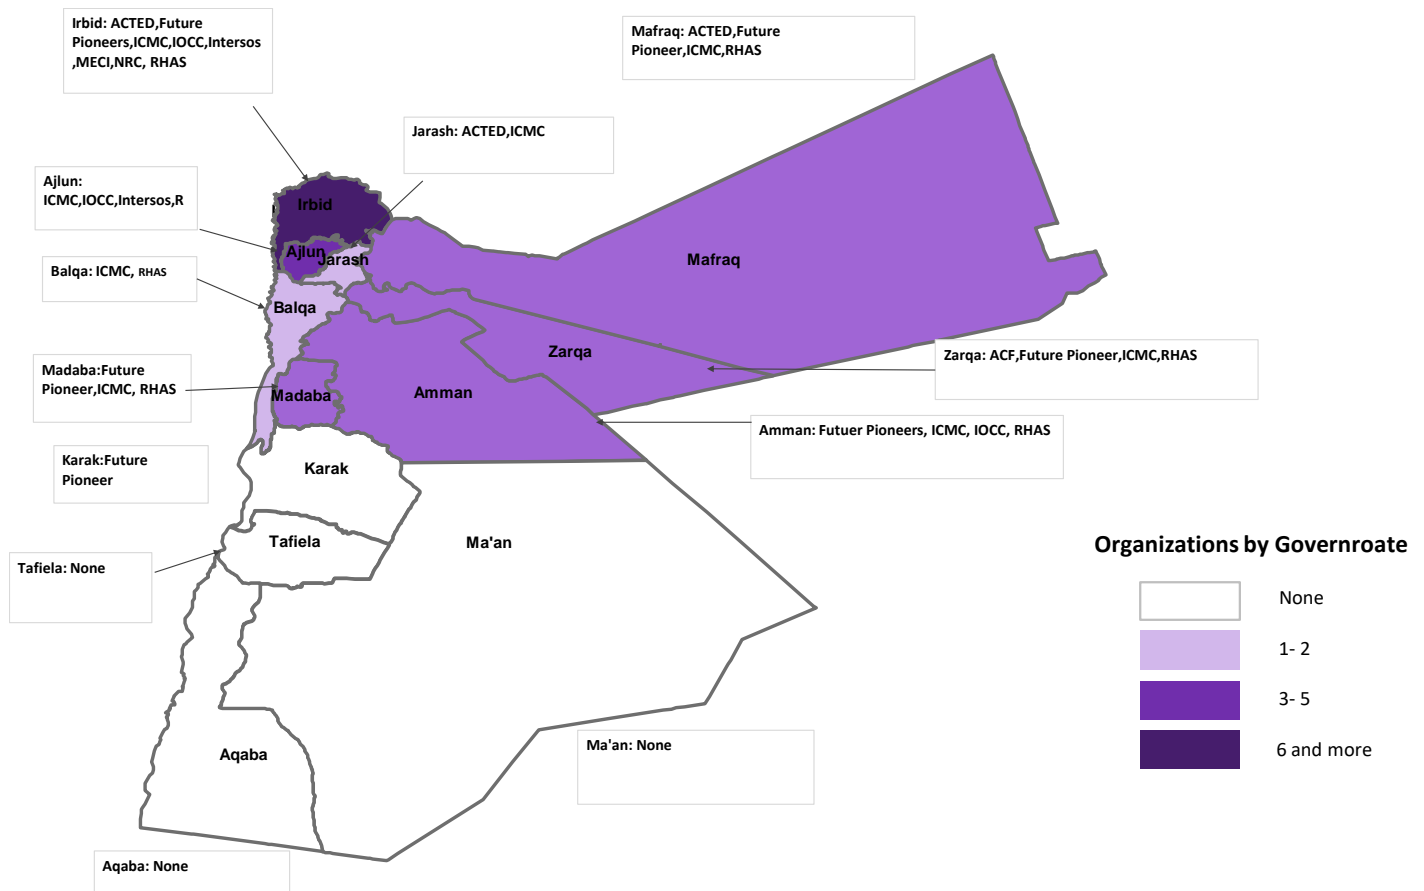 Irbid: ACTED,Future
Pioneers,ICMC,IOCC,Intersos
,MECI,NRC, RHAS
Mafraq: ACTED,Future
Pioneer,ICMC,RHAS
Jarash: ACTED,ICMC
Ajlun:
ICMC,IOCC,Intersos,R
Balqa: ICMC, RHAS
Madaba:Future
Pioneer,ICMC, RHAS
Karak:Future
Pioneer
Tafiela: None
Aqaba: None
Ma'an: None
Zarqa: ACF,Future Pioneer,ICMC,RHAS
Amman: Futuer Pioneers, ICMC, IOCC, RHAS
Irbid
Ajlun
Jarash
Mafraq
Balqa
Zarqa
Madaba
Amman
Karak
Tafiela
Ma'an
Aqaba
Organizations by Governroate
None
1- 2
3- 5
6 and more